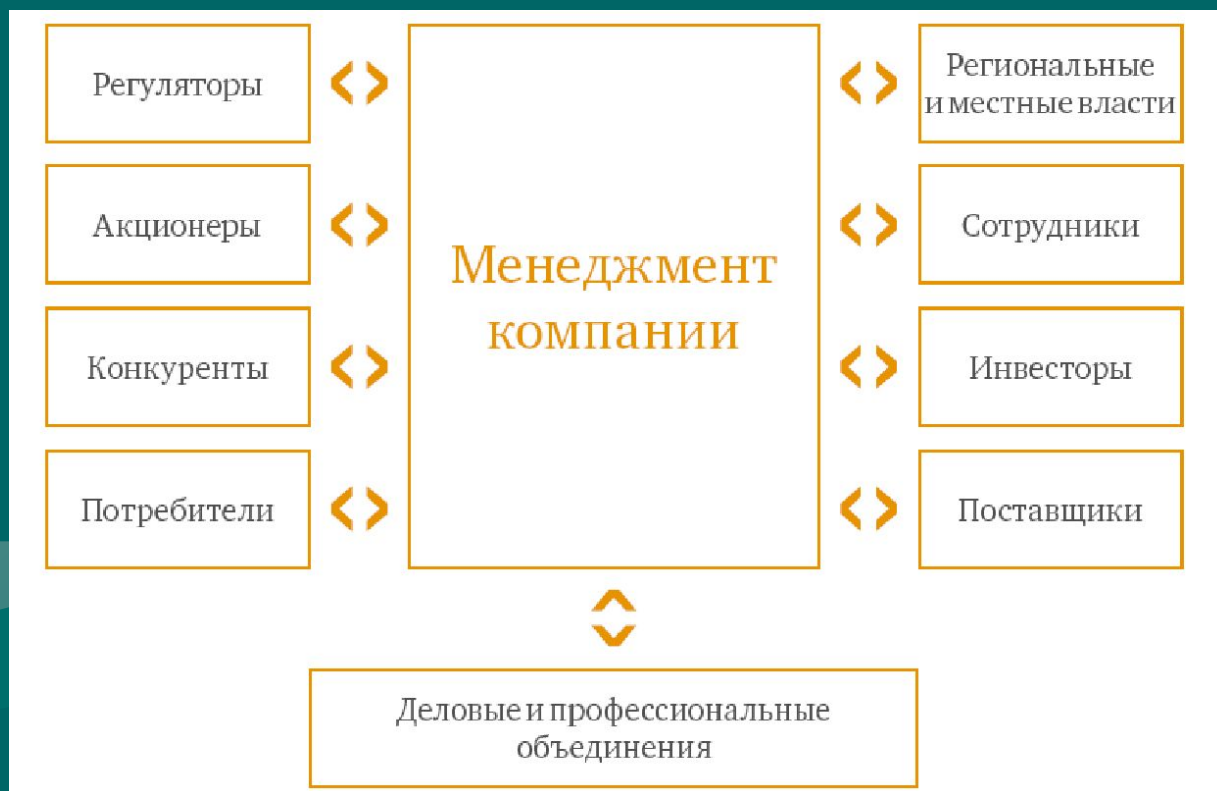 Регуляторы
Акционеры
Конкуренты
Потребители
Менеджмент
компании
Региональные
и местные власти
Сотрудники
Инвесторы
Поставщики
Деловые и профессиональные
объединения